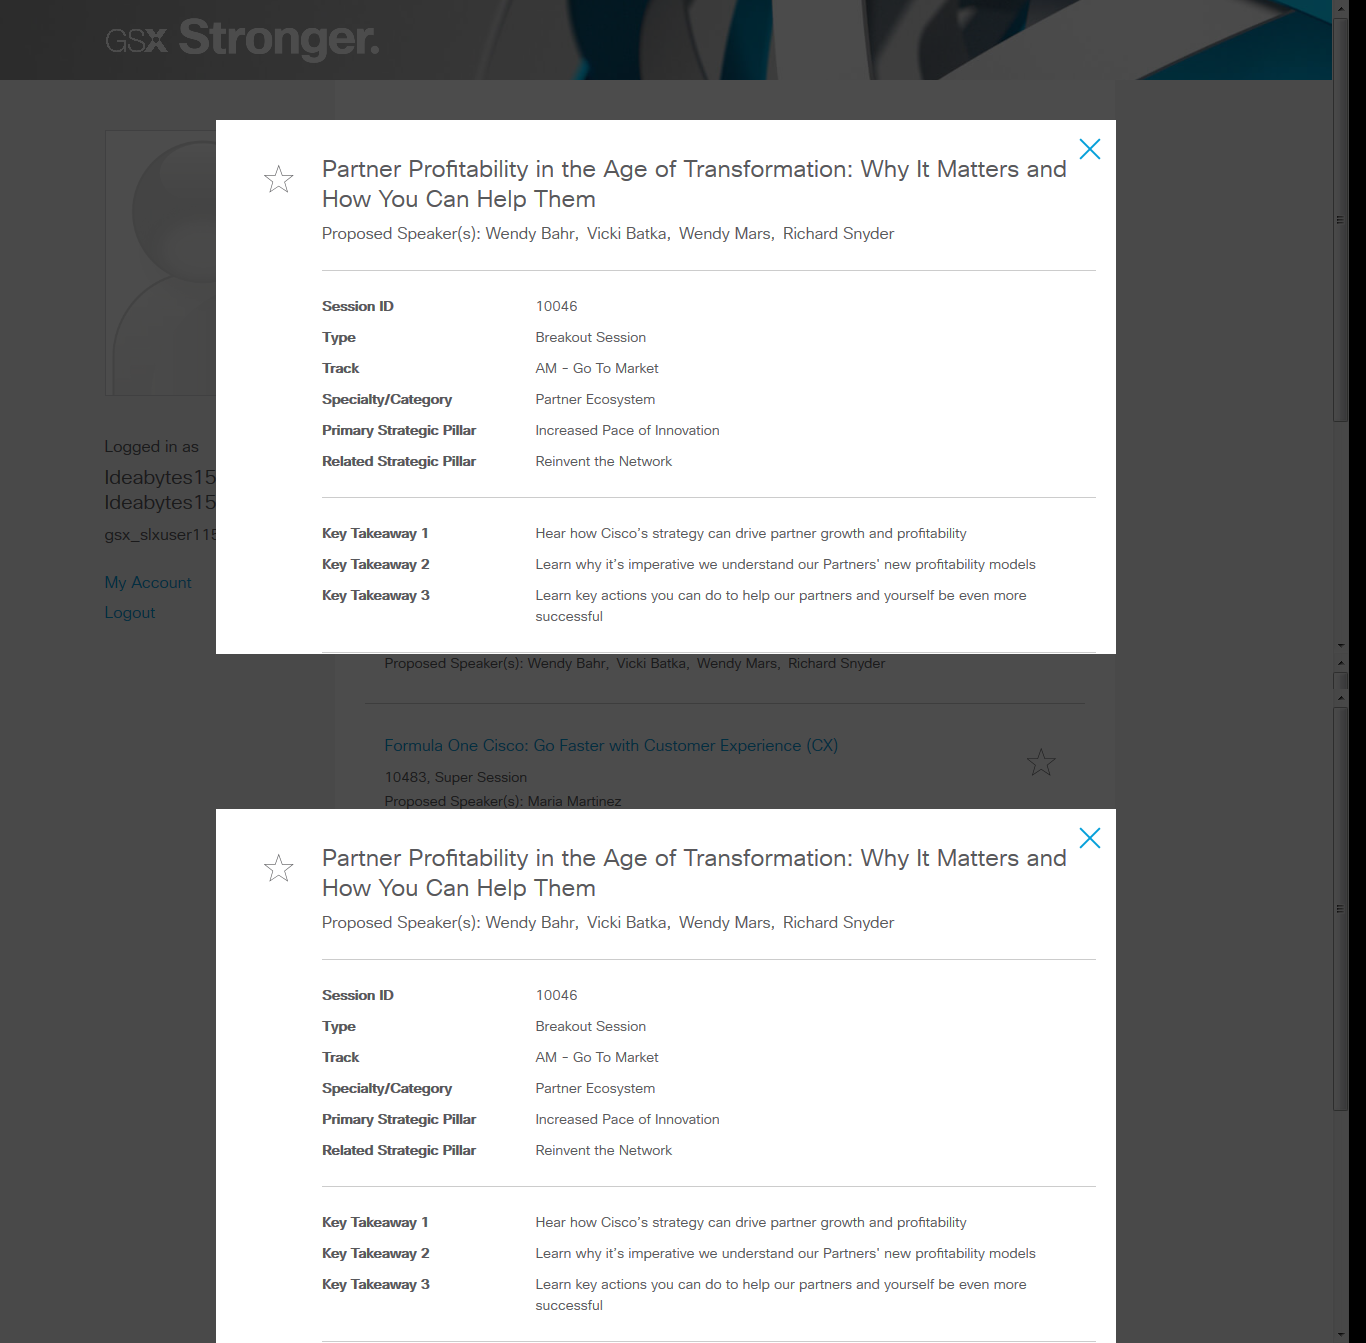 GSX Stronger.
Partner Profitability in the Age of Transformation: Why It Matters and
How You Can Help Them
Proposed Speaker(s): Wendy Bahr, Vicki Batka, Wendy Mars, Richard Snyder
Session ID 10046
Type Breakout Session
Track AM - Go To Market
Specialty/Category Partner Ecosystem
Primary Strategic Pillar Increased Pace of Innovation
Related Strategic Pillar Reinvent the Network
Key Takeaway 1 Hear how Cisco's strategy can drive partner growth and profitability
Key Takeaway 2 Learn why it's imperative we understand our Partners' new profitability models
Key Takeaway 3 Learn key actions you can do to help our partners and yourself be even more
successful
Logged in as
Ideabytes15
Ideabytes15
gsx_slxuser115
My Account
Logout
Proposed Speaker(s): Wendy Bahr, Vicki Batka, Wendy Mars, Richard Snyder
Formula One Cisco: Go Faster with Customer Experience (CX)
10483, Super Session
Proposed Speaker(s): Maria Martinez
Partner Profitability in the Age of Transformation: Why It Matters and
How You Can Help Them
Proposed Speaker(s): Wendy Bahr, Vicki Batka, Wendy Mars, Richard Snyder
Session ID 10046
Type Breakout Session
Track AM - Go To Market
Specialty/Category Partner Ecosystem
Primary Strategic Pillar Increased Pace of Innovation
Related Strategic Pillar Reinvent the Network
Key Takeaway 1 Hear how Cisco's strategy can drive partner growth and profitability
Key Takeaway 2 Learn why it's imperative we understand our Partners' new profitability models
Key Takeaway 3 Learn key actions you can do to help our partners and yourself be even more
successful